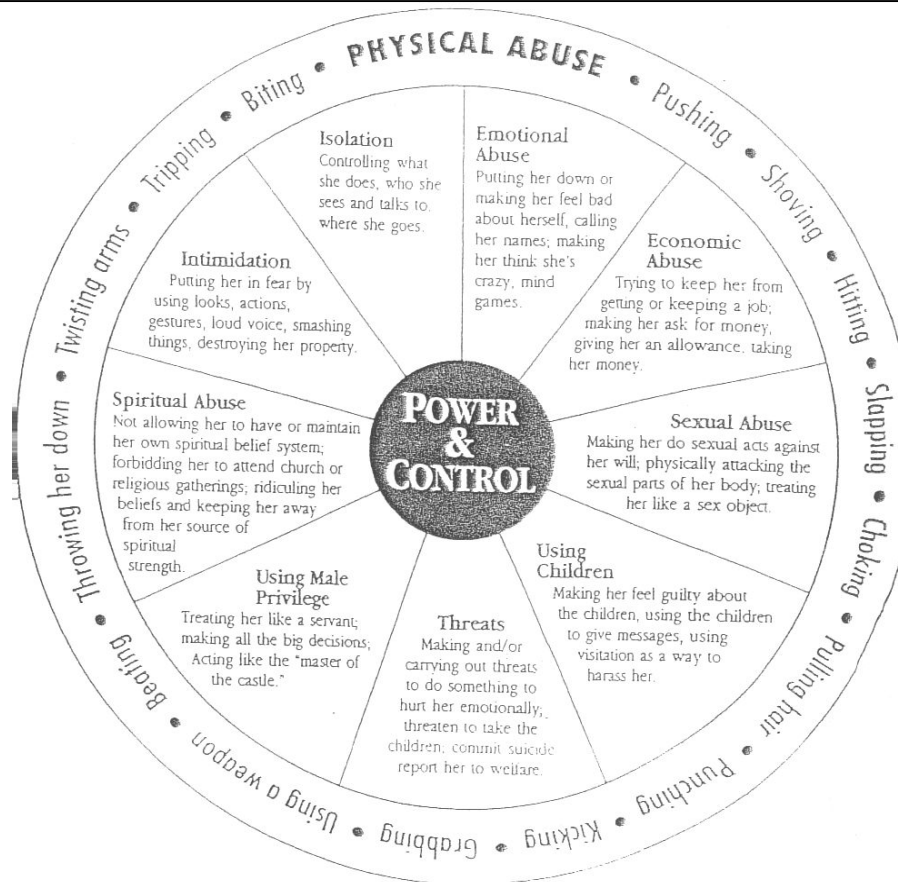 PHYSICAL ABUSE • Pushing • Shoving • Hitting • Slapping • Choking • Pulling hair • Punching • Kicking • Grabbing • Using a weapon • Beating • Throwing her down • Twisting arms • Tripping • Biting •
Isolation
Controlling what
she does, who she
sees and talks to,
where she goes.
Emotional
Abuse
Putting her down or
making her feel bad
about herself, calling
her names; making
her think she's
crazy, mind
games.
Economic
Abuse
Trying to keep her from
getting or keeping a job;
making her ask for money,
giving her an allowance, taking
her money.
Sexual Abuse
Making her do sexual acts against
her will; physically attacking the
sexual parts of her body; treating
her like a sex object.
Using
Children
Making her feel guilty about
the children, using the children
to give messages, using
visitation as a way to
harass her.
Threats
Making and/or
carrying out threats
to do something to
hurt her emotionally;
threaten to take the
children; commit suicide
report her to welfare.
Using Male
Privilege
Treating her like a servant;
making all the big decisions;
Acting like the "master of
the castle."
Spiritual Abuse
Not allowing her to have or maintain
her own spiritual belief system;
forbidding her to attend church or
religious gatherings; ridiculing her
beliefs and keeping her away
from her source of
spiritual
strength.
Intimidation
Putting her in fear by
using looks, actions,
gestures, loud voice, smashing
things, destroying her property.
POWER
&
CONTROL